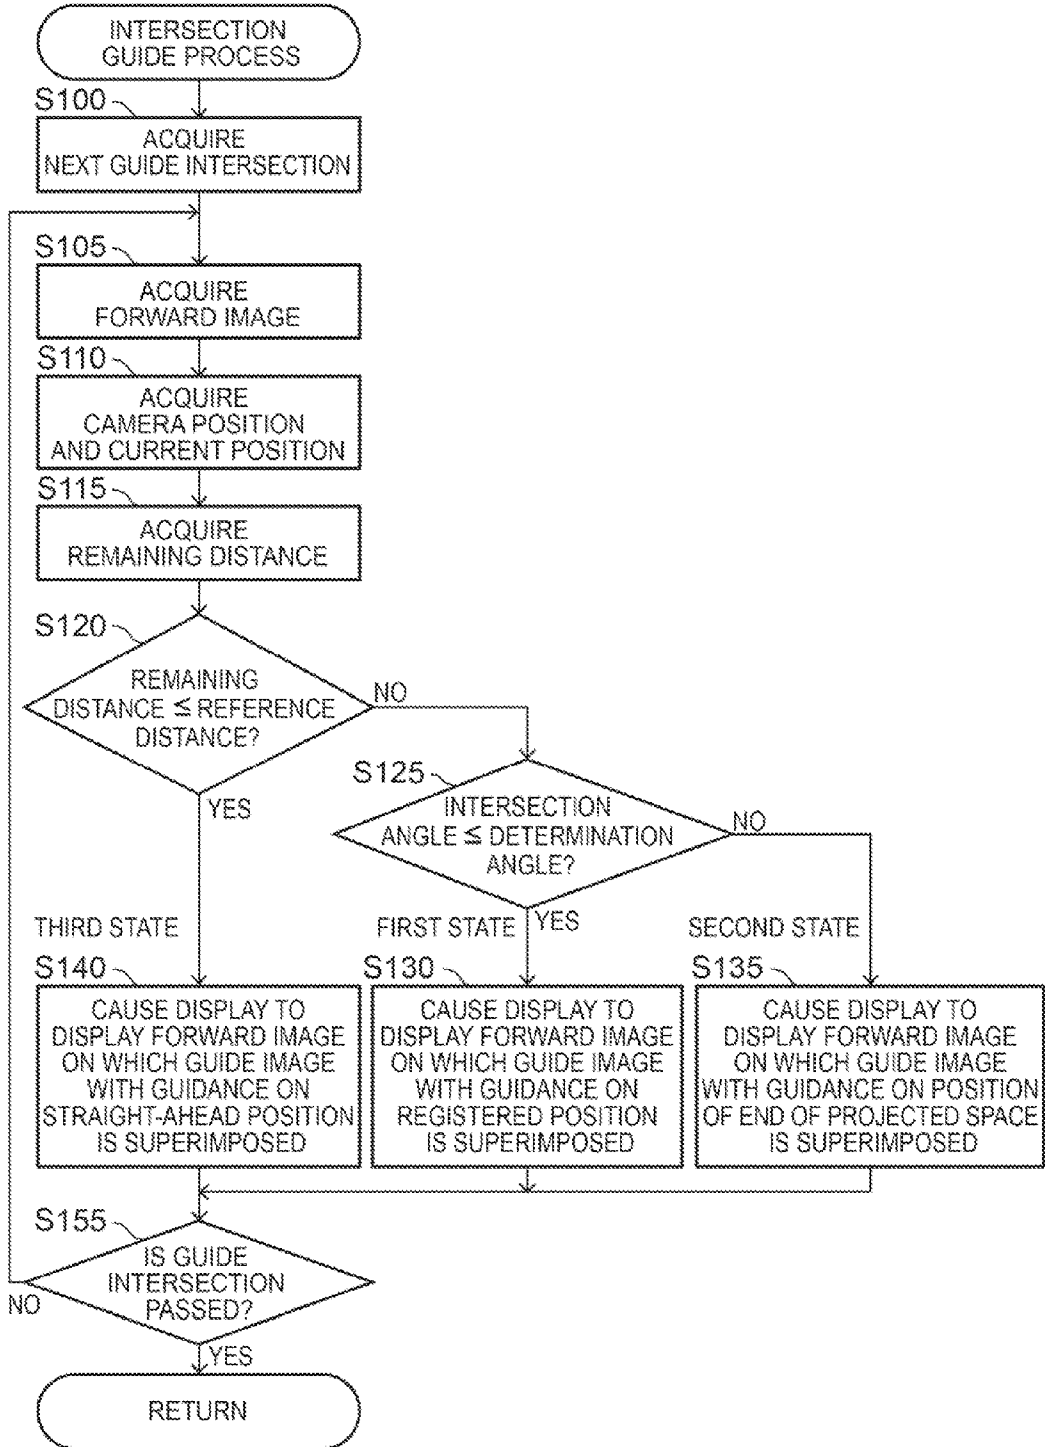 INTERSECTION
GUIDE PROCESS
S100
ACQUIRE
NEXT GUIDE INTERSECTION
S105
ACQUIRE
FORWARD IMAGE
S110
ACQUIRE
CAMERA POSITION
AND CURRENT POSITION
S115
ACQUIRE
REMAINING DISTANCE
S120
REMAINING
DISTANCE ≦ REFERENCE
DISTANCE?
NO
YES
S125
INTERSECTION
ANGLE ≦ DETERMINATION
ANGLE?
NO
YES
THIRD STATE
S140
CAUSE DISPLAY TO
DISPLAY FORWARD IMAGE
ON WHICH GUIDE IMAGE
WITH GUIDANCE ON
STRAIGHT-AHEAD POSITION
IS SUPERIMPOSED
FIRST STATE
S130
CAUSE DISPLAY TO
DISPLAY FORWARD IMAGE
ON WHICH GUIDE IMAGE
WITH GUIDANCE ON
REGISTERED POSITION
IS SUPERIMPOSED
SECOND STATE
S135
CAUSE DISPLAY TO
DISPLAY FORWARD IMAGE
ON WHICH GUIDE IMAGE
WITH GUIDANCE ON POSITION
OF END OF PROJECTED SPACE
IS SUPERIMPOSED
S155
IS GUIDE
INTERSECTION
PASSED?
NO
YES
RETURN